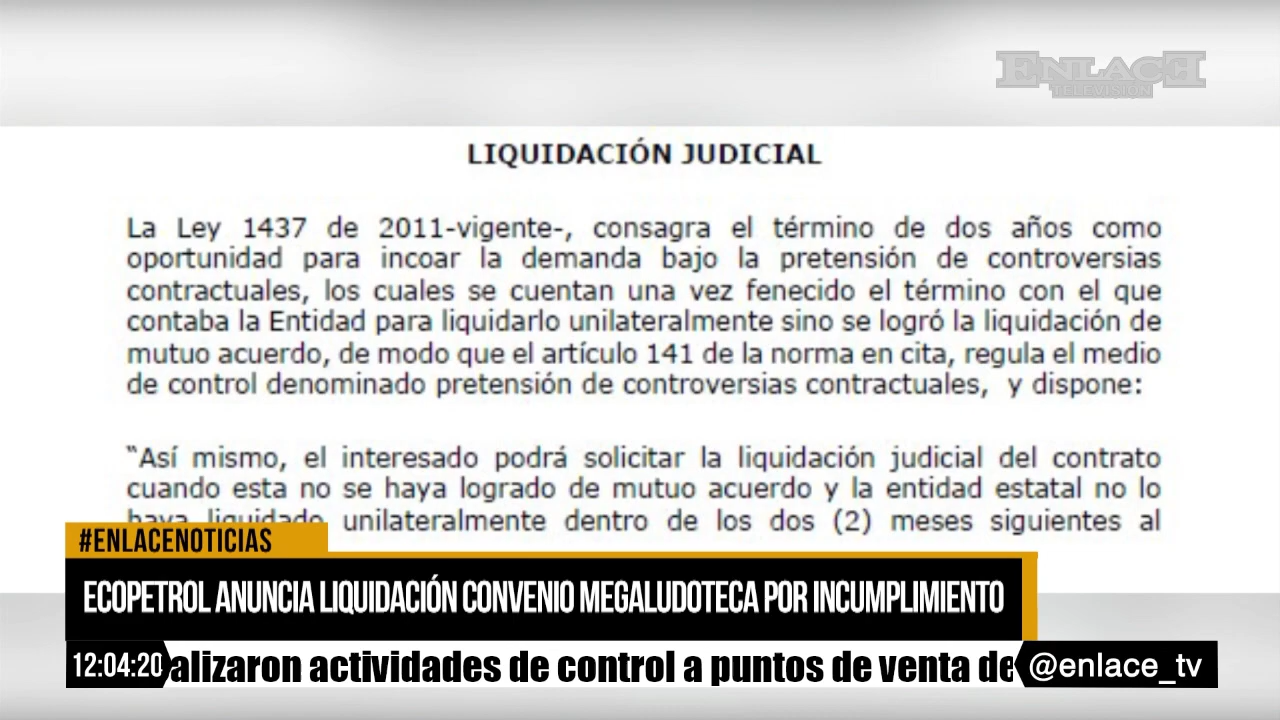 ENLACE
TELEVISIÓN
LIQUIDACIÓN JUDICIAL
La Ley 1437 de 2011-vigente-, consagra el término de dos años como
oportunidad para incoar la demanda bajo la pretensión de controversias
contractuales, los cuales se cuentan una vez fenecido el término con el que
contaba la Entidad para liquidarlo unilateralmente sino se logró la liquidación de
mutuo acuerdo, de modo que el artículo 141 de la norma en cita, regula el medio
de control denominado pretensión de controversias contractuales, y dispone:
“Así mismo, el interesado podrá solicitar la liquidación judicial del contrato
cuando esta no se haya logrado de mutuo acuerdo y la entidad estatal no lo
haya liquidado unilateralmente dentro de los dos (2) meses siguientes al
#ENLACENOTICIAS
ECOPETROL ANUNCIA LIQUIDACIÓN CONVENIO MEGALUDOTECA POR INCUMPLIMIENTO
12:04:20 alizaron actividades de control a puntos de venta de @enlace_tv